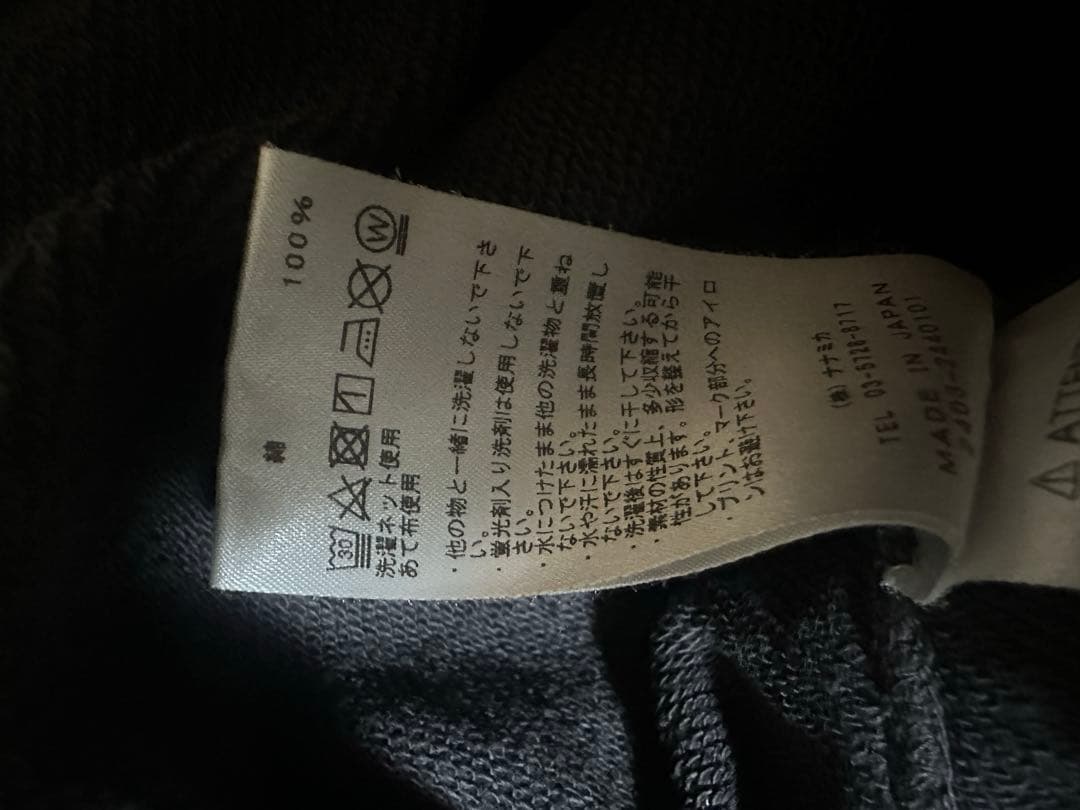 綿 100%
30
W
洗濯ネット使用
あて布使用
・他の物と一緒に洗濯しないで下さ
い。
・蛍光剤入り洗剤は使用しないで下
さい。
・水につけたまま他の洗濯物と重ね
ないで下さい。
・水や汗に濡れたまま長時間放置し
ないで下さい。
・洗濯後はすぐに干して下さい。
・素材の性質上、多少収縮する可能
性があります。形を整えてから干
して下さい。
・プリント、マーク部分へのアイロ
ンはお避け下さい。
(株)ナナミカ
TEL 03-5728-6717
MADE IN JAPAN
⚠ ATTE